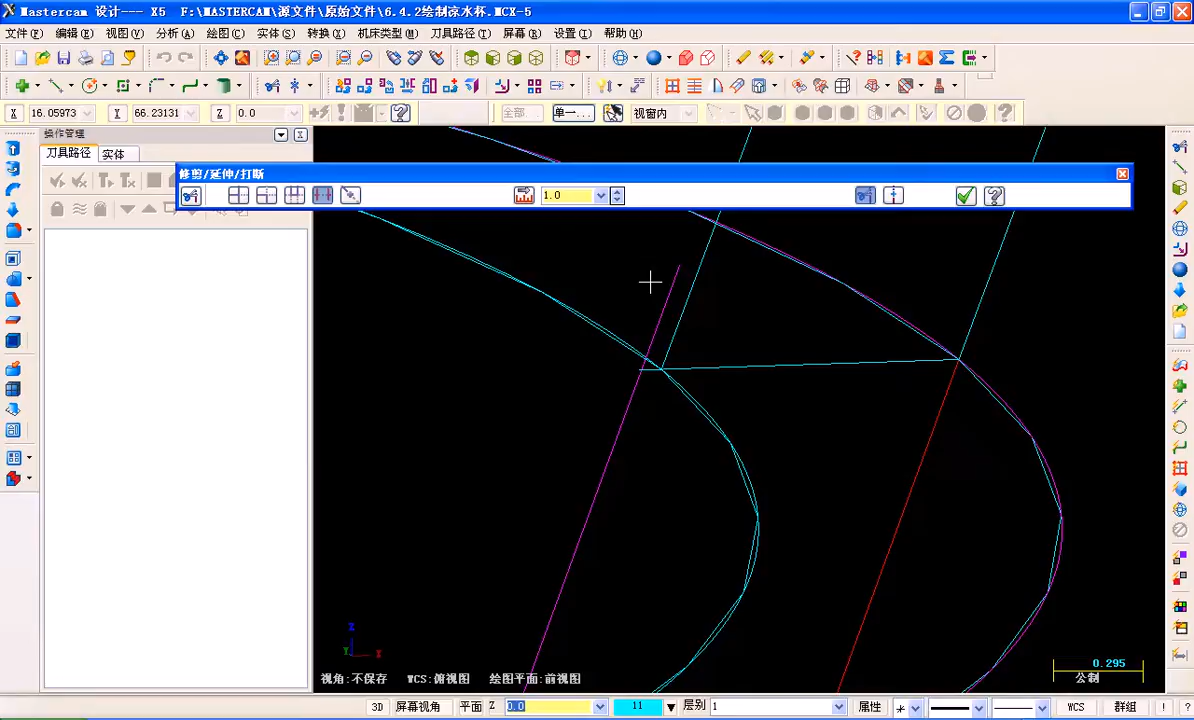 Mastercam 设计--- X5 F:\MASTERCAM\源文件\原始文件\6.4.2绘制凉水杯.MCX-5
文件(F) 编辑(E) 视图(V) 分析(A) 绘图(C) 实体(S) 转换(X) 机床类型(M) 刀具路径(T) 屏幕(R) 设置(I) 帮助(H)
X 16.05973 Y 66.23131 Z 0.0 全部... 单一... 视窗内
操作管理
刀具路径 实体
修剪/延伸/打断
1.0
Z
Y X
视角:不保存 WCS:俯视图 绘图平面:前视图
0.295
公制
3D 屏幕视角 平面 Z 0.0 11 层别 1 属性 WCS 群组 ! ?